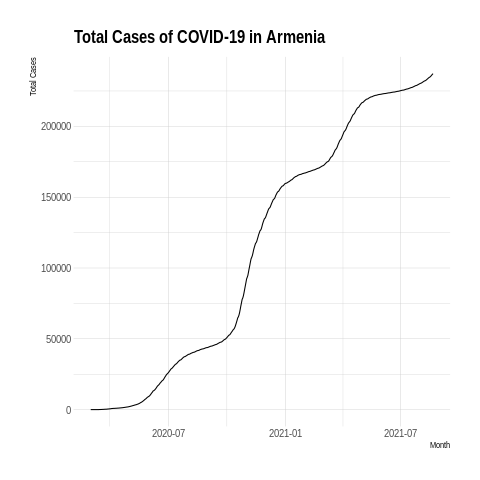 Total Cases of COVID-19 in Armenia
Total Cases
200000
150000
100000
50000
0
2020-07 2021-01 2021-07
Month